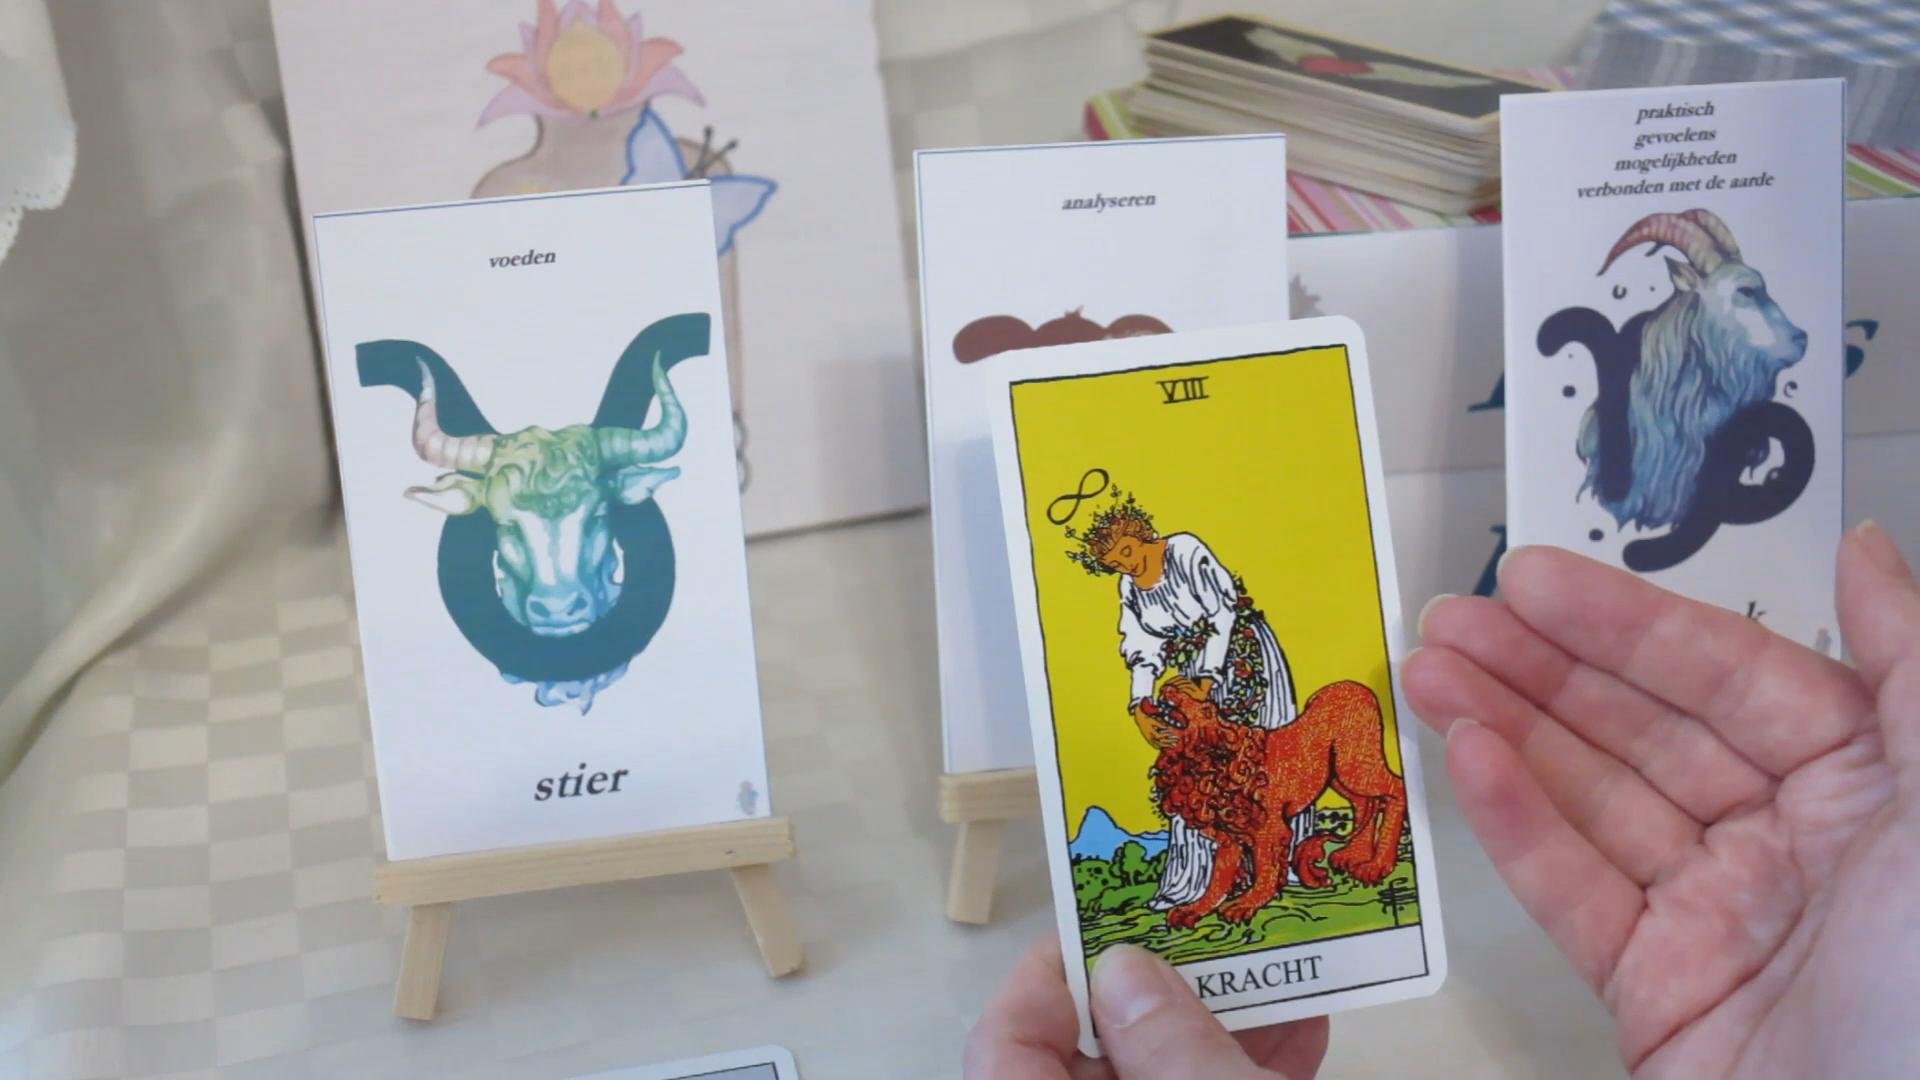 voeden
stier
analyseren
VIII
KRACHT
praktisch
gevoelens
mogelijkheden
verbonden met de aarde
k